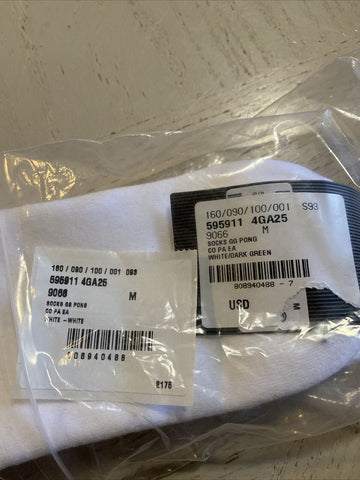 160/090/100/001 S93
595911 4GA25
9066 M
SOCKS GG PONG
CO PA EA
WHITE/DARK GREEN
808940488 - 7
USD
M
160 / 090 / 100 / 001 093
595911 4GA25
9066 M
SOCKS GG PONG
CO PA EA
WHITE -WHITE
808940488